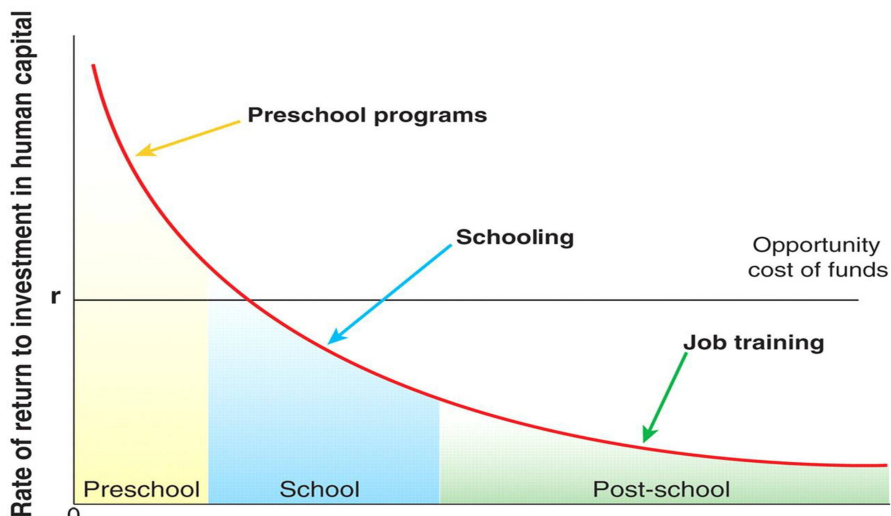 Rate of return to investment in human capital
Preschool programs
Schooling
Opportunity
cost of funds
r
Job training
Preschool
School
Post-school
0